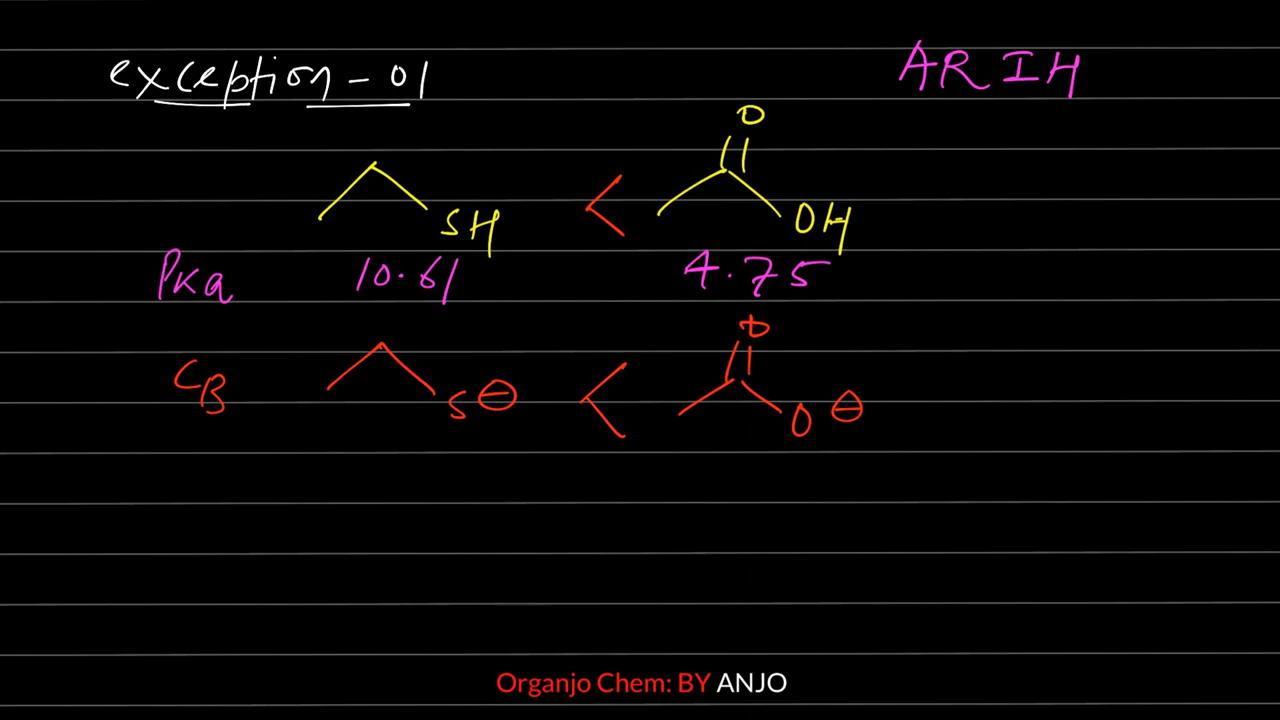 exception - 01
ARIH
O
SH < OH
Pka 10.61 4.75
O
CB S⊖ < O⊖
Organjo Chem: BY ANJO